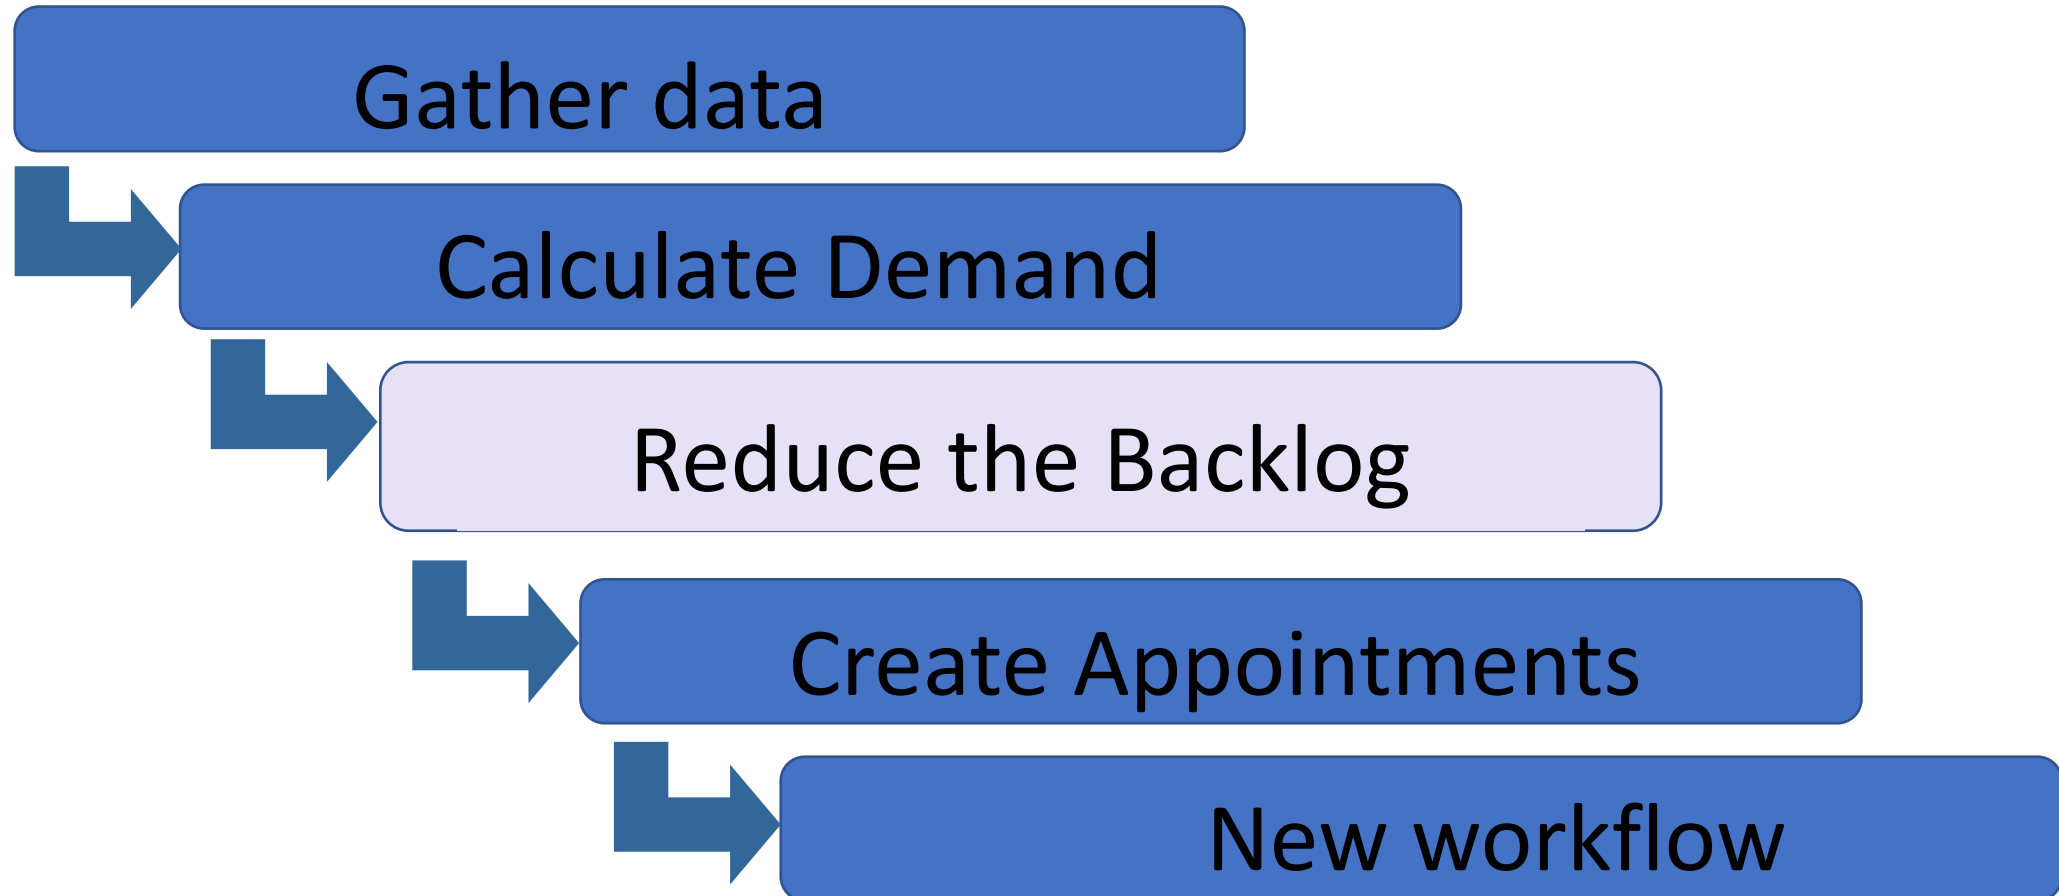 Gather data
Calculate Demand
Reduce the Backlog
Create Appointments
New workflow